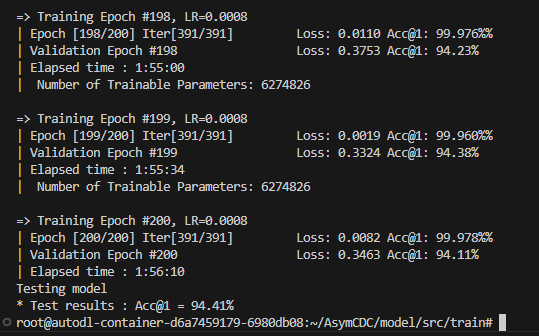 => Training Epoch #198, LR=0.0008
| Epoch [198/200] Iter[391/391] Loss: 0.0110 Acc@1: 99.976%%
| Validation Epoch #198 Loss: 0.3753 Acc@1: 94.23%
| Elapsed time : 1:55:00
| Number of Trainable Parameters: 6274826
=> Training Epoch #199, LR=0.0008
| Epoch [199/200] Iter[391/391] Loss: 0.0019 Acc@1: 99.960%%
| Validation Epoch #199 Loss: 0.3324 Acc@1: 94.38%
| Elapsed time : 1:55:34
| Number of Trainable Parameters: 6274826
=> Training Epoch #200, LR=0.0008
| Epoch [200/200] Iter[391/391] Loss: 0.0082 Acc@1: 99.978%%
| Validation Epoch #200 Loss: 0.3463 Acc@1: 94.11%
| Elapsed time : 1:56:10
Testing model
* Test results : Acc@1 = 94.41%
root@autodl-container-d6a7459179-6980db08:~/AsymCDC/model/src/train#